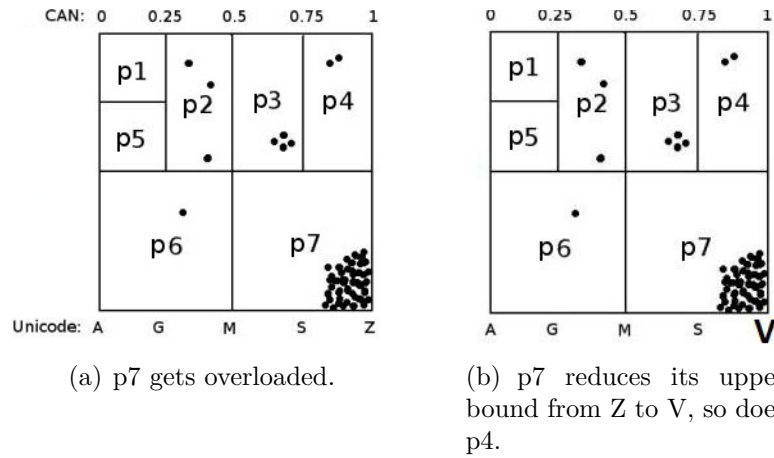 CAN: 0 0.25 0.5 0.75 1
0 0.25 0.5 0.75 1
p1 p2 p3 p4
p5
p6 p7
Unicode: A G M S Z
p1 p2 p3 p4
p5
p6 p7
A G M S V
(a) p7 gets overloaded.
(b) p7 reduces its uppe
bound from Z to V, so doe
p4.